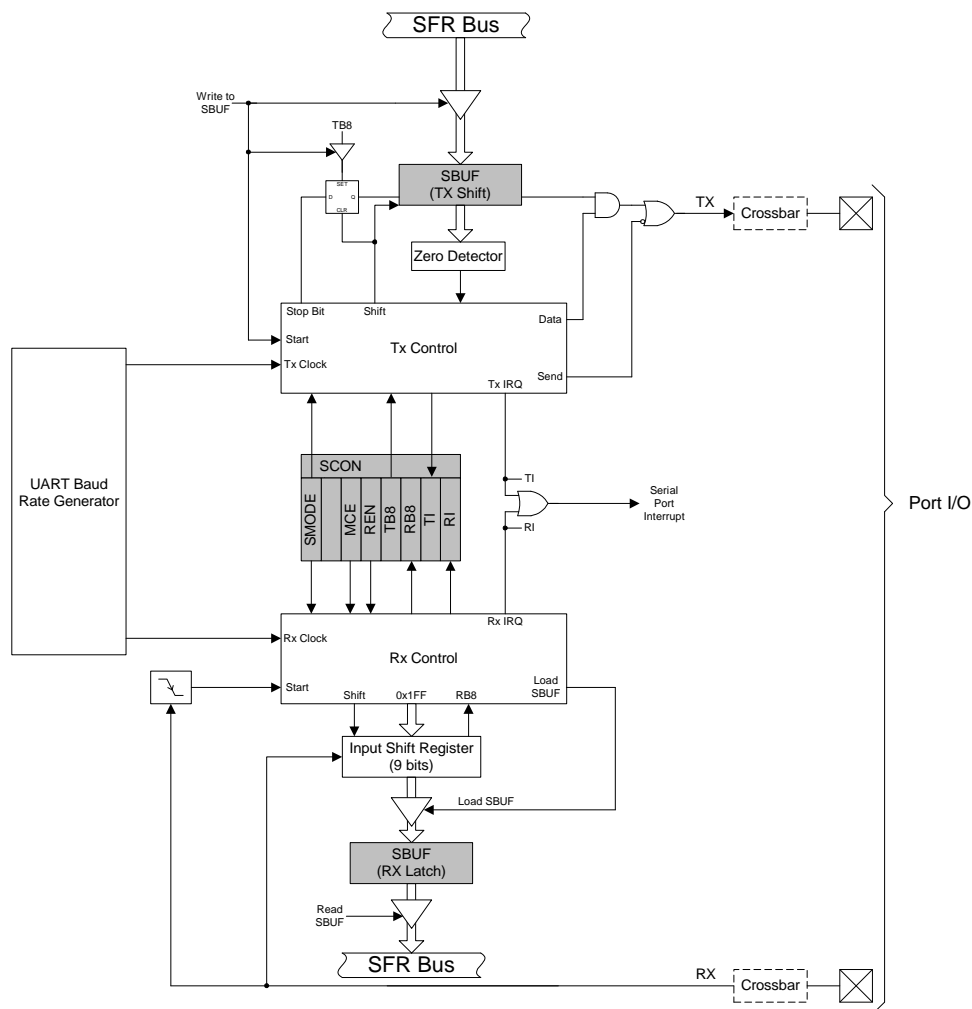 SFR Bus
Write to
SBUF
TB8
SET
D
Q
CLR
SBUF
(TX Shift)
TX
Crossbar
Zero Detector
Stop Bit
Shift
Data
Start
Tx Control
Tx Clock
Send
Tx IRQ
UART Baud
Rate Generator
SCON
SMODE
MCE
REN
TB8
RB8
TI
RI
TI
Serial
Port
Interrupt
RI
Port I/O
Rx IRQ
Rx Clock
Rx Control
Start
Load
SBUF
Shift
0x1FF
RB8
Input Shift Register
(9 bits)
Load SBUF
SBUF
(RX Latch)
Read
SBUF
SFR Bus
RX
Crossbar